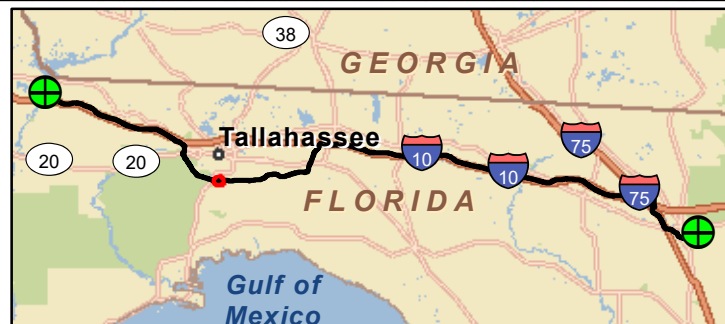 38
GEORGIA
Tallahassee
75
20
20
10
10
75
FLORIDA
Gulf of
Mexico